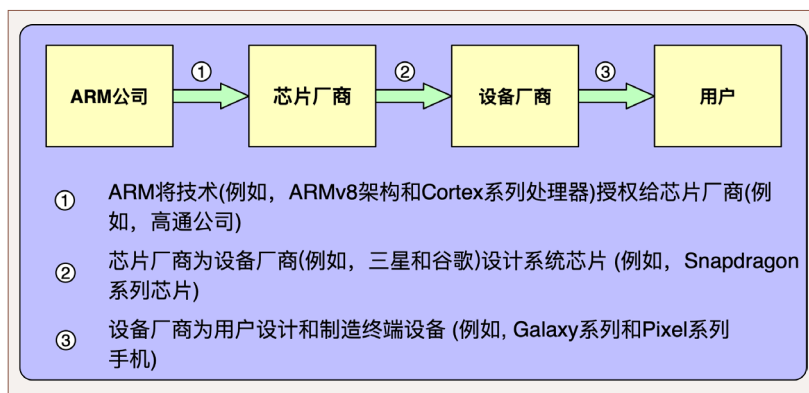 ①
②
③
ARM公司
芯片厂商
设备厂商
用户
① ARM将技术(例如，ARMv8架构和Cortex系列处理器)授权给芯片厂商(例
如，高通公司)
② 芯片厂商为设备厂商(例如，三星和谷歌)设计系统芯片 (例如，Snapdragon
系列芯片)
③ 设备厂商为用户设计和制造终端设备 (例如, Galaxy系列和Pixel系列
手机)